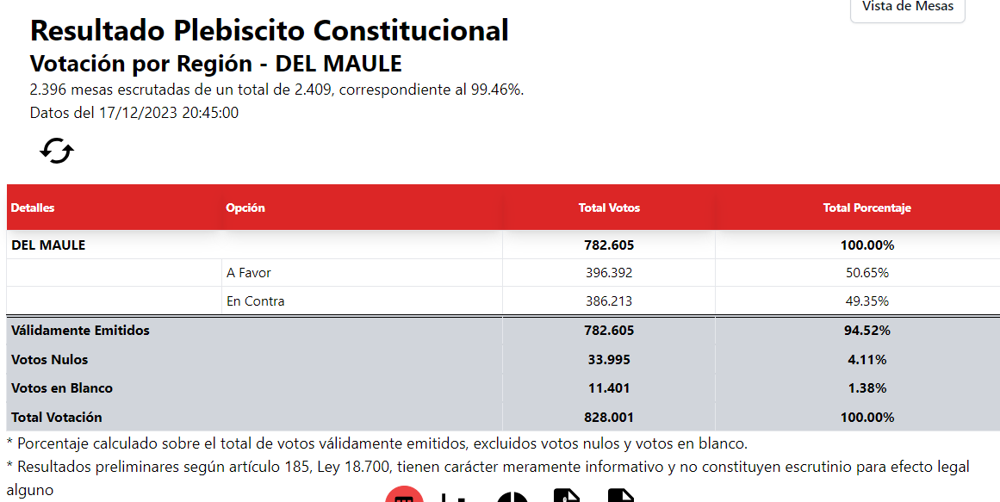 Vista de Mesas
Resultado Plebiscito Constitucional
Votación por Región - DEL MAULE
2.396 mesas escrutadas de un total de 2.409, correspondiente al 99.46%.
Datos del 17/12/2023 20:45:00
Detalles Opción Total Votos Total Porcentaje
DEL MAULE 782.605 100.00%
A Favor 396.392 50.65%
En Contra 386.213 49.35%
Válidamente Emitidos 782.605 94.52%
Votos Nulos 33.995 4.11%
Votos en Blanco 11.401 1.38%
Total Votación 828.001 100.00%
* Porcentaje calculado sobre el total de votos válidamente emitidos, excluidos votos nulos y votos en blanco.
* Resultados preliminares según artículo 185, Ley 18.700, tienen carácter meramente informativo y no constituyen escrutinio para efecto legal
alguno